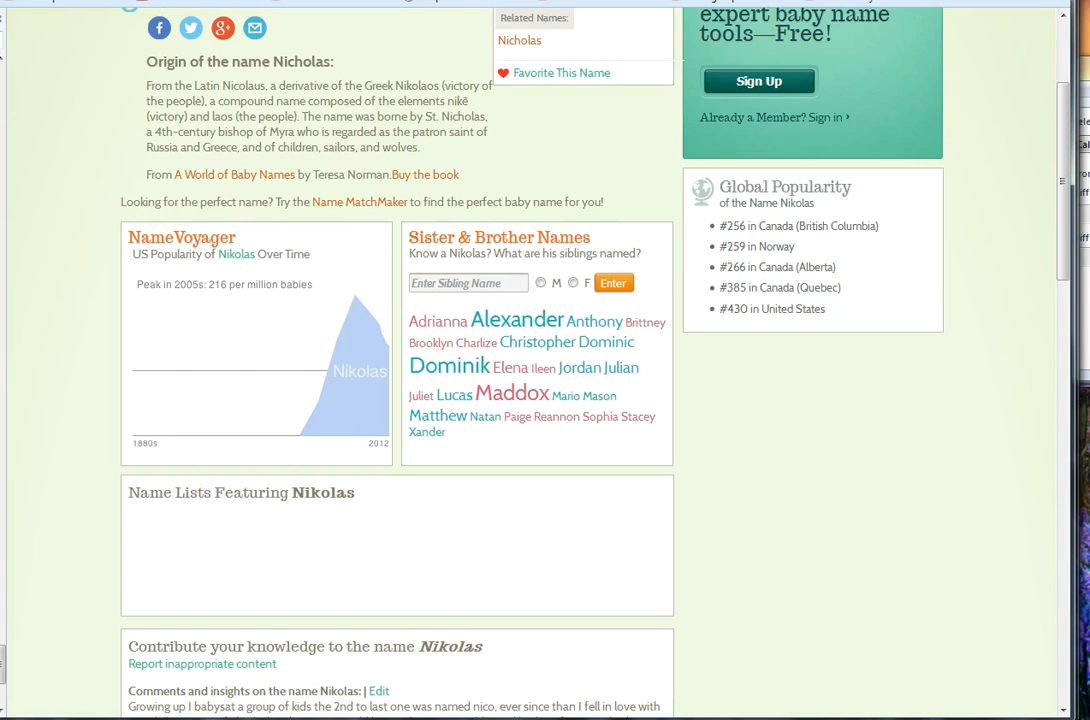 Related Names:
Nicholas
Favorite This Name
Origin of the name Nicholas:
From the Latin Nicolaus, a derivative of the Greek Nikolaos (victory of
the people), a compound name composed of the elements nikē
(victory) and laos (the people). The name was borne by St. Nicholas,
a 4th-century bishop of Myra who is regarded as the patron saint of
Russia and Greece, and of children, sailors, and wolves.
From A World of Baby Names by Teresa Norman.Buy the book
Looking for the perfect name? Try the Name MatchMaker to find the perfect baby name for you!
NameVoyager
US Popularity of Nikolas Over Time
Peak in 2005s: 216 per million babies
Nikolas
1880s 2012
Sister & Brother Names
Know a Nikolas? What are his siblings named?
Enter Sibling Name M F Enter
Adrianna Alexander Anthony Brittney
Brooklyn Charlize Christopher Dominic
Dominik Elena Ileen Jordan Julian
Juliet Lucas Maddox Mario Mason
Matthew Natan Paige Reannon Sophia Stacey
Xander
Name Lists Featuring Nikolas
Contribute your knowledge to the name Nikolas
Report inappropriate content
Comments and insights on the name Nikolas: | Edit
Growing up I babysat a group of kids the 2nd to last one was named nico, ever since than I fell in love with
expert baby name
tools—Free!
Sign Up
Already a Member? Sign in ›
Global Popularity
of the Name Nikolas
• #256 in Canada (British Columbia)
• #259 in Norway
• #266 in Canada (Alberta)
• #385 in Canada (Quebec)
• #430 in United States